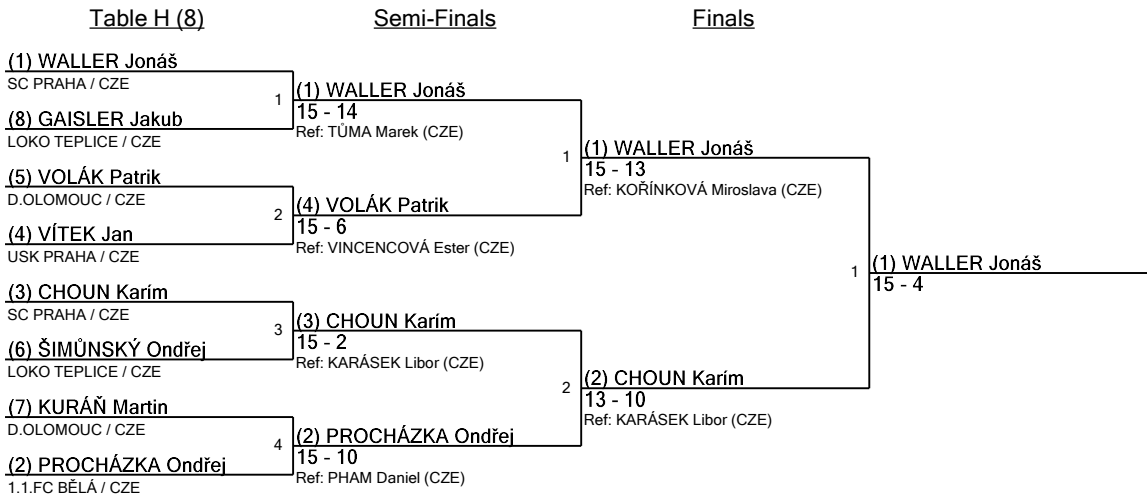 Table H (8)
Semi-Finals
Finals
(1) WALLER Jonáš
SC PRAHA / CZE
1
(8) GAISLER Jakub
LOKO TEPLICE / CZE
(5) VOLÁK Patrik
D.OLOMOUC / CZE
2
(4) VÍTEK Jan
USK PRAHA / CZE
(3) CHOUN Karím
SC PRAHA / CZE
3
(6) ŠIMŮNSKÝ Ondřej
LOKO TEPLICE / CZE
(7) KURÁŇ Martin
D.OLOMOUC / CZE
4
(2) PROCHÁZKA Ondřej
1.1.FC BĚLÁ / CZE
(1) WALLER Jonáš
15 - 14
Ref: TŮMA Marek (CZE)
1
(4) VOLÁK Patrik
15 - 6
Ref: VINCENCOVÁ Ester (CZE)
(3) CHOUN Karím
15 - 2
Ref: KARÁSEK Libor (CZE)
2
(2) PROCHÁZKA Ondřej
15 - 10
Ref: PHAM Daniel (CZE)
(1) WALLER Jonáš
15 - 13
Ref: KOŘÍNKOVÁ Miroslava (CZE)
1
(2) CHOUN Karím
13 - 10
Ref: KARÁSEK Libor (CZE)
(1) WALLER Jonáš
15 - 4